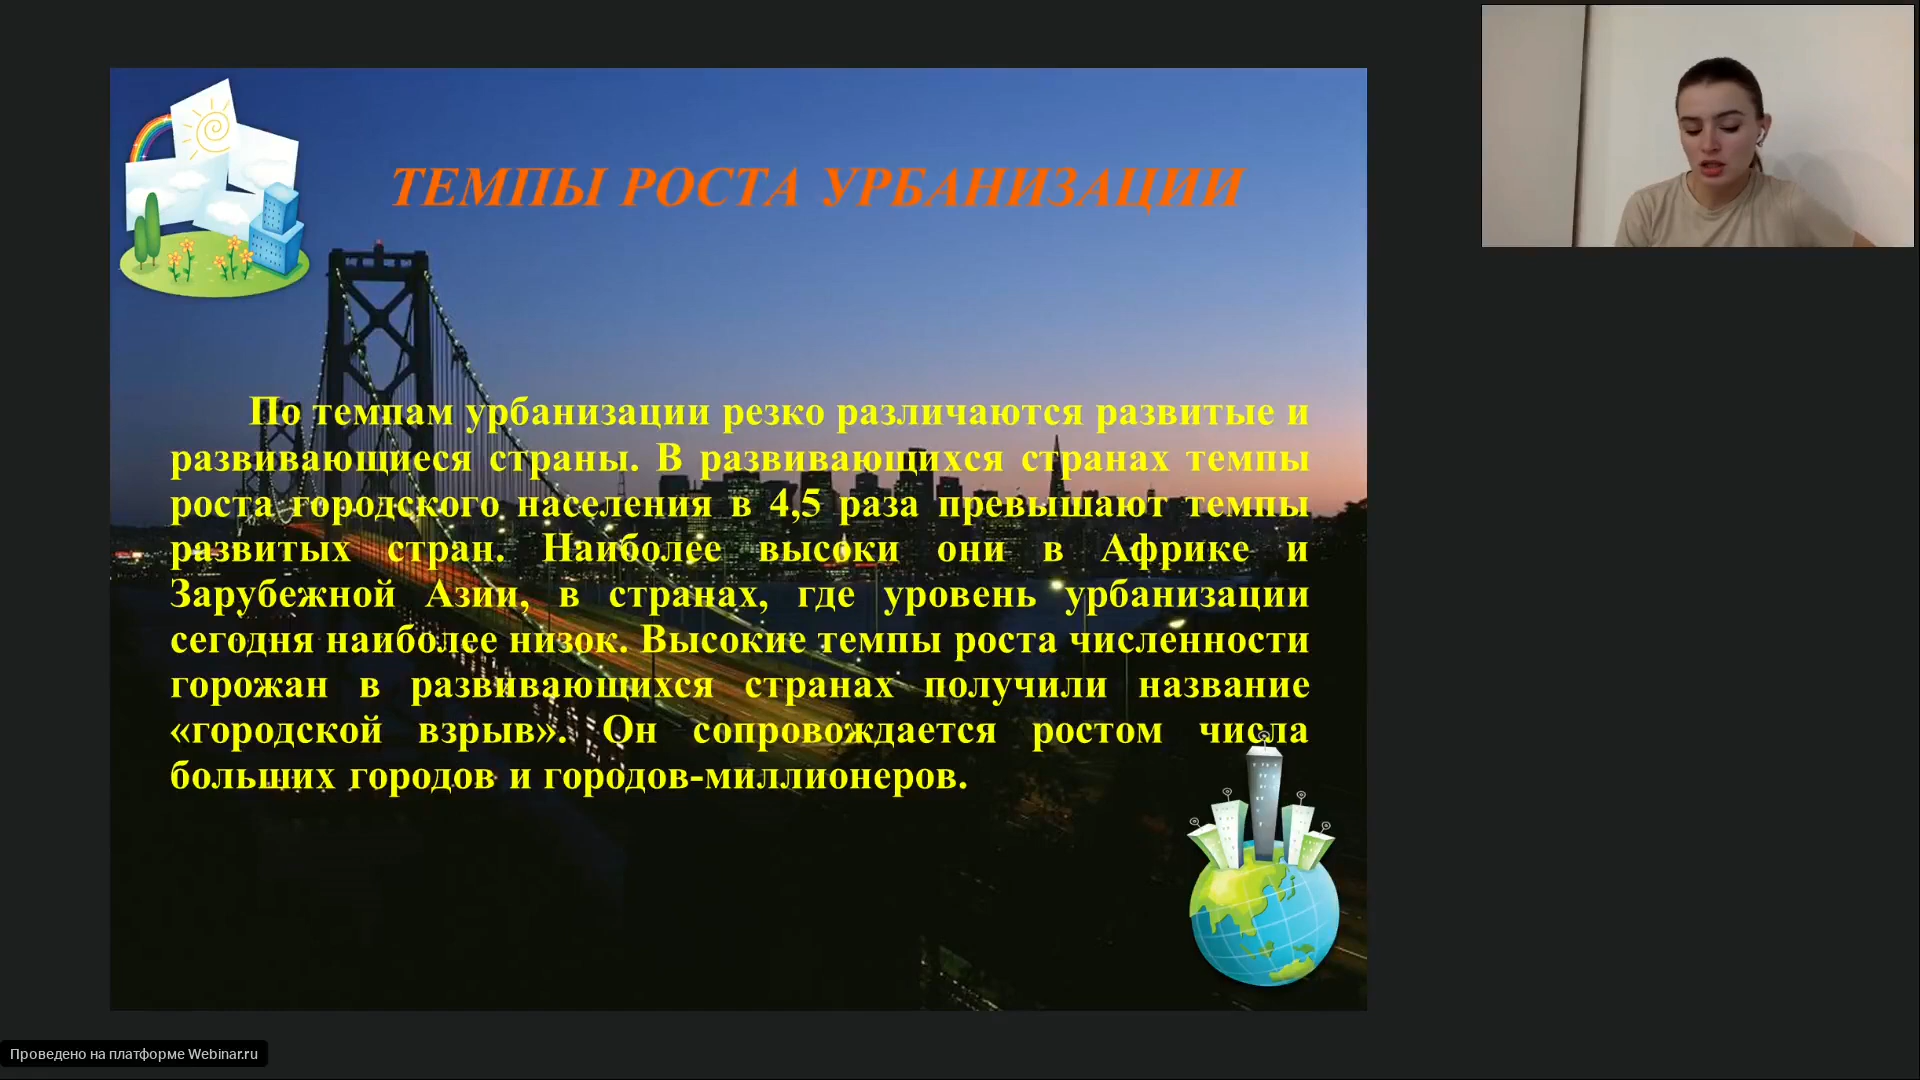 ТЕМПЫ РОСТА УРБАНИЗАЦИИ
По темпам урбанизации резко различаются развитые и
развивающиеся страны. В развивающихся странах темпы
роста городского населения в 4,5 раза превышают темпы
развитых стран. Наиболее высоки они в Африке и
Зарубежной Азии, в странах, где уровень урбанизации
сегодня наиболее низок. Высокие темпы роста численности
горожан в развивающихся странах получили название
«городской взрыв». Он сопровождается ростом числа
больших городов и городов-миллионеров.
Проведено на платформе Webinar.ru